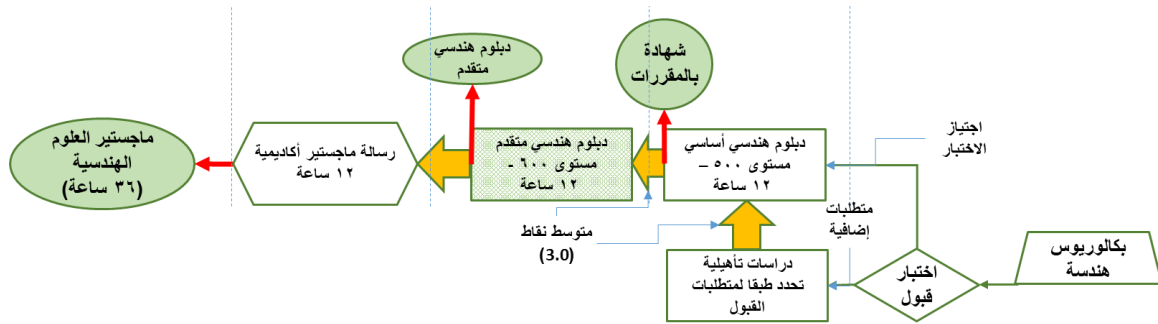 بكالوريوس
هندسة
اختبار
قبول
اجتياز
الاختبار
متطلبات
إضافية
دراسات تأهيلية
تحدد طبقا لمتطلبات
القبول
دبلوم هندسي أساسي
مستوى ٥٠٠ –
١٢ ساعة
شهادة
بالمقررات
متوسط نقاط
(3.0)
دبلوم هندسي متقدم
مستوى ٦٠٠ -
١٢ ساعة
دبلوم هندسي
متقدم
رسالة ماجستير أكاديمية
١٢ ساعة
ماجستير العلوم
الهندسية
(٣٦ ساعة)